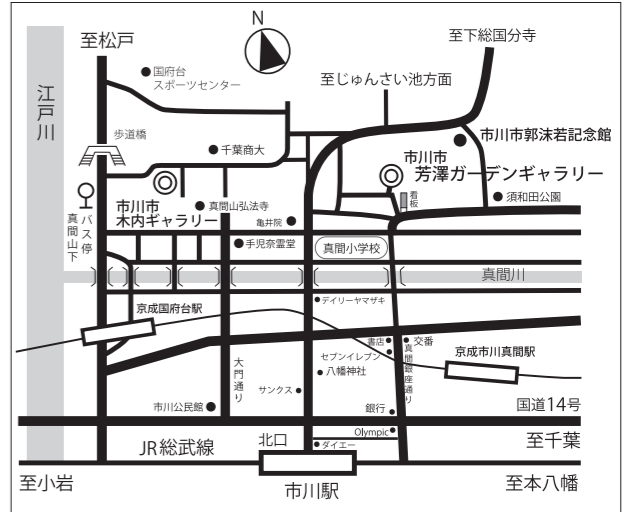 N
至松戸
至下総国分寺
国府台
スポーツセンター
至じゅんさい池方面
江戸川
歩道橋
千葉商大
市川市郭沫若記念館
市川市
芳澤ガーデンギャラリー
看板
須和田公園
市川市
木内ギャラリー
真間山弘法寺
亀井院
バス停
真間山下
手児奈霊堂
真間小学校
真間川
デイリーヤマザキ
京成国府台駅
書店
交番
セブンイレブン
京成市川真間駅
大門通り
八幡神社
真間銀座通り
サンクス
市川公民館
銀行
国道14号
Olympic
JR総武線
北口
ダイエー
至千葉
至小岩
市川駅
至本八幡